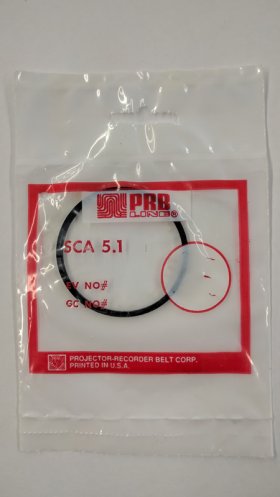 PRB
LINE®
SCA 5.1
EV NO#
GC NO#
PROJECTOR-RECORDER BELT CORP.
PRINTED IN U.S.A.